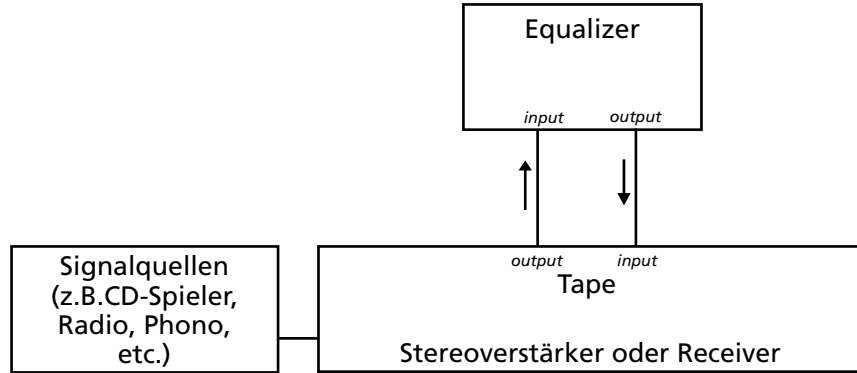 Equalizer
input output
output input
Tape
Signalquellen
(z.B.CD-Spieler,
Radio, Phono,
etc.)
Stereoverstärker oder Receiver